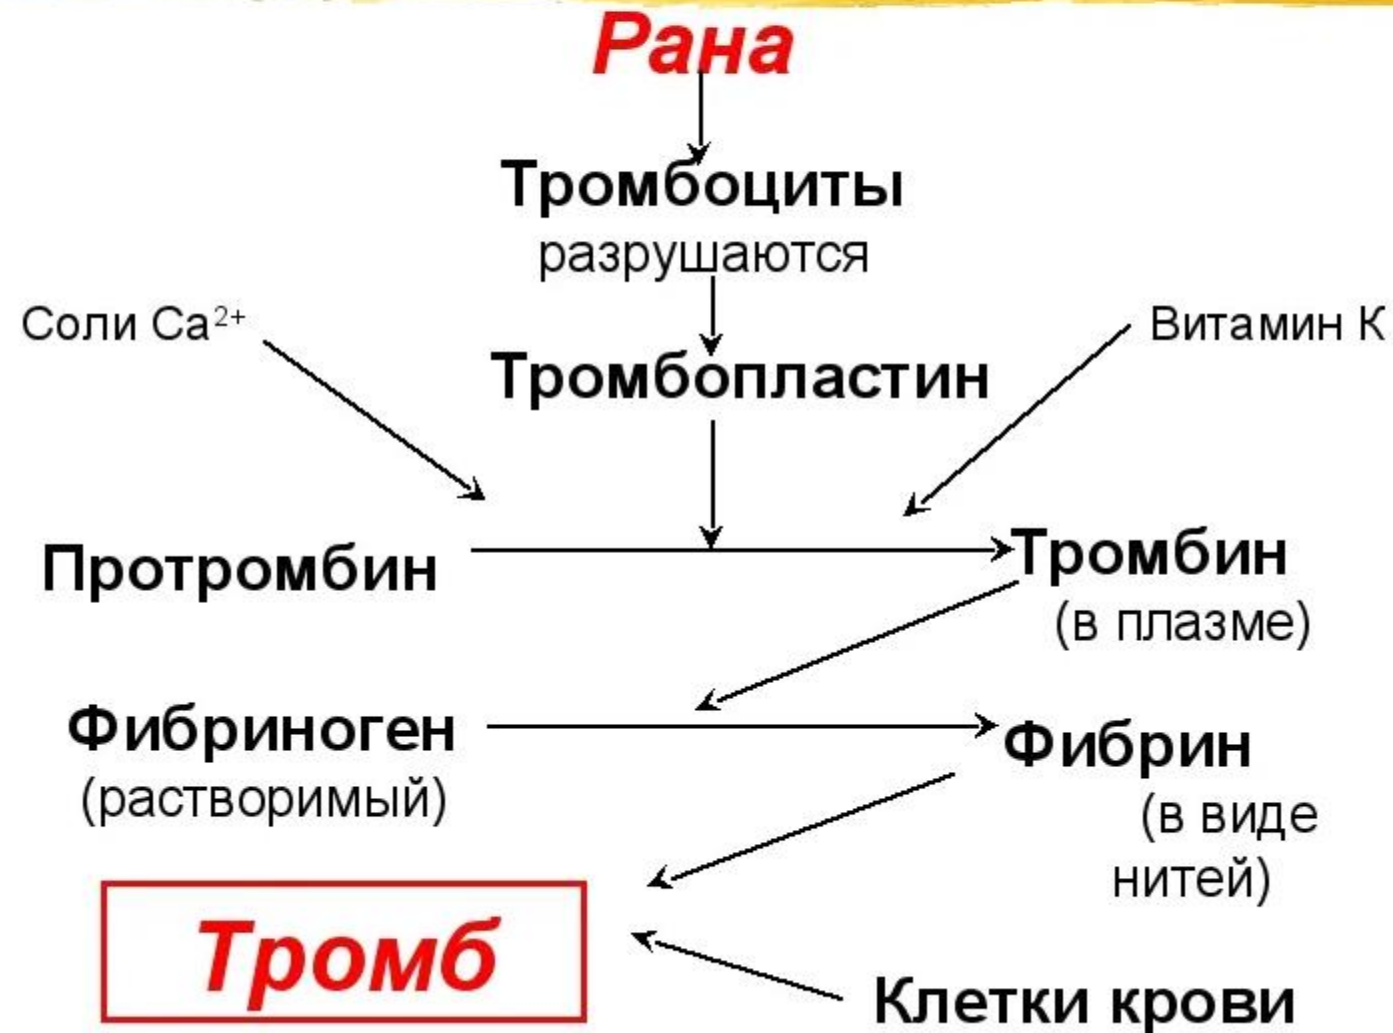 Рана
Тромбоциты
разрушаются
Соли Ca²⁺
Витамин К
Тромбопластин
Протромбин
Тромбин
(в плазме)
Фибриноген
(растворимый)
Фибрин
(в виде
нитей)
Тромб
Клетки крови